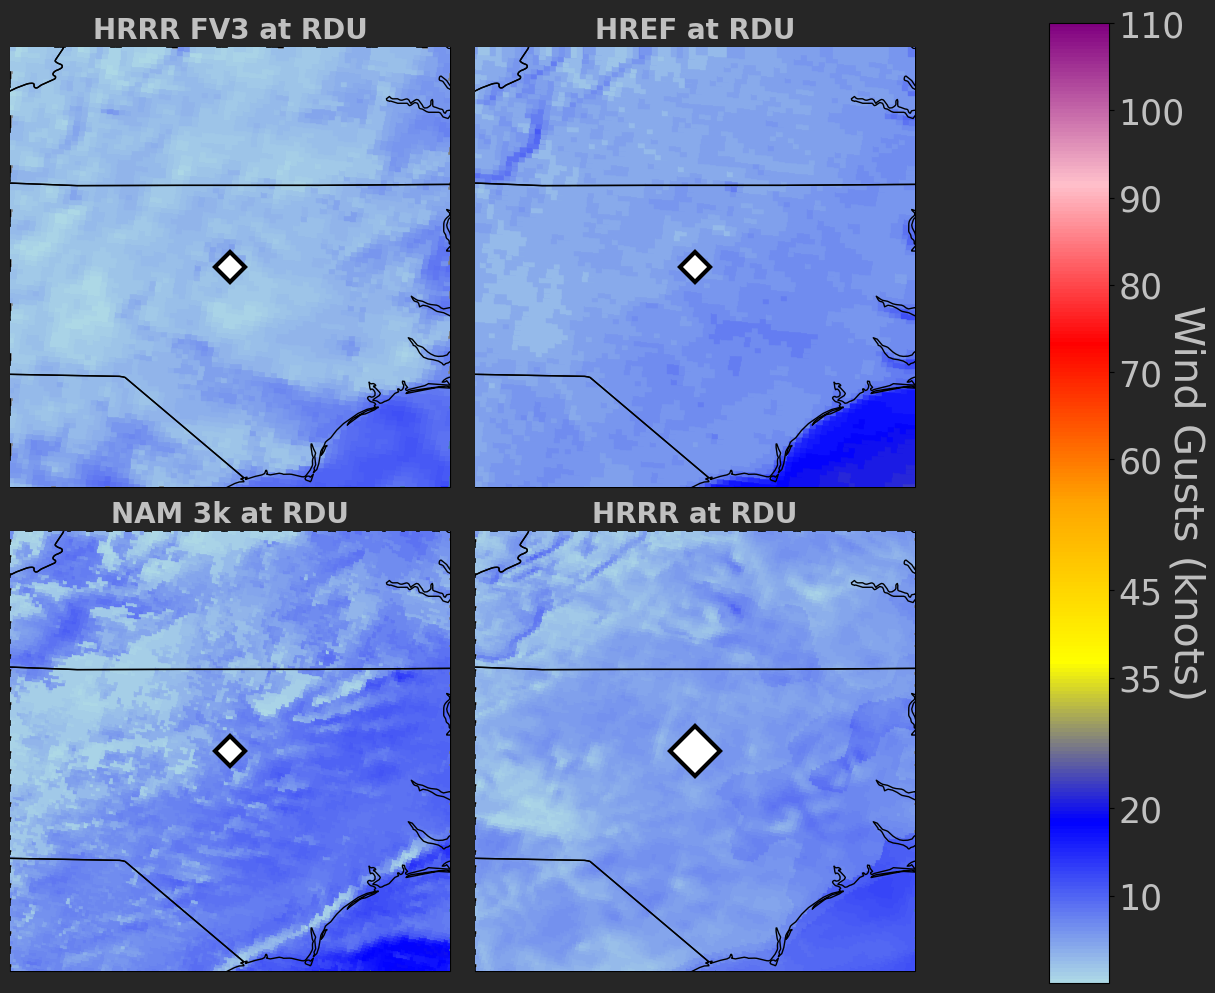 HRRR FV3 at RDU
HREF at RDU
NAM 3k at RDU
HRRR at RDU
110
100
90
80
70
60
45
35
20
10
Wind Gusts (knots)